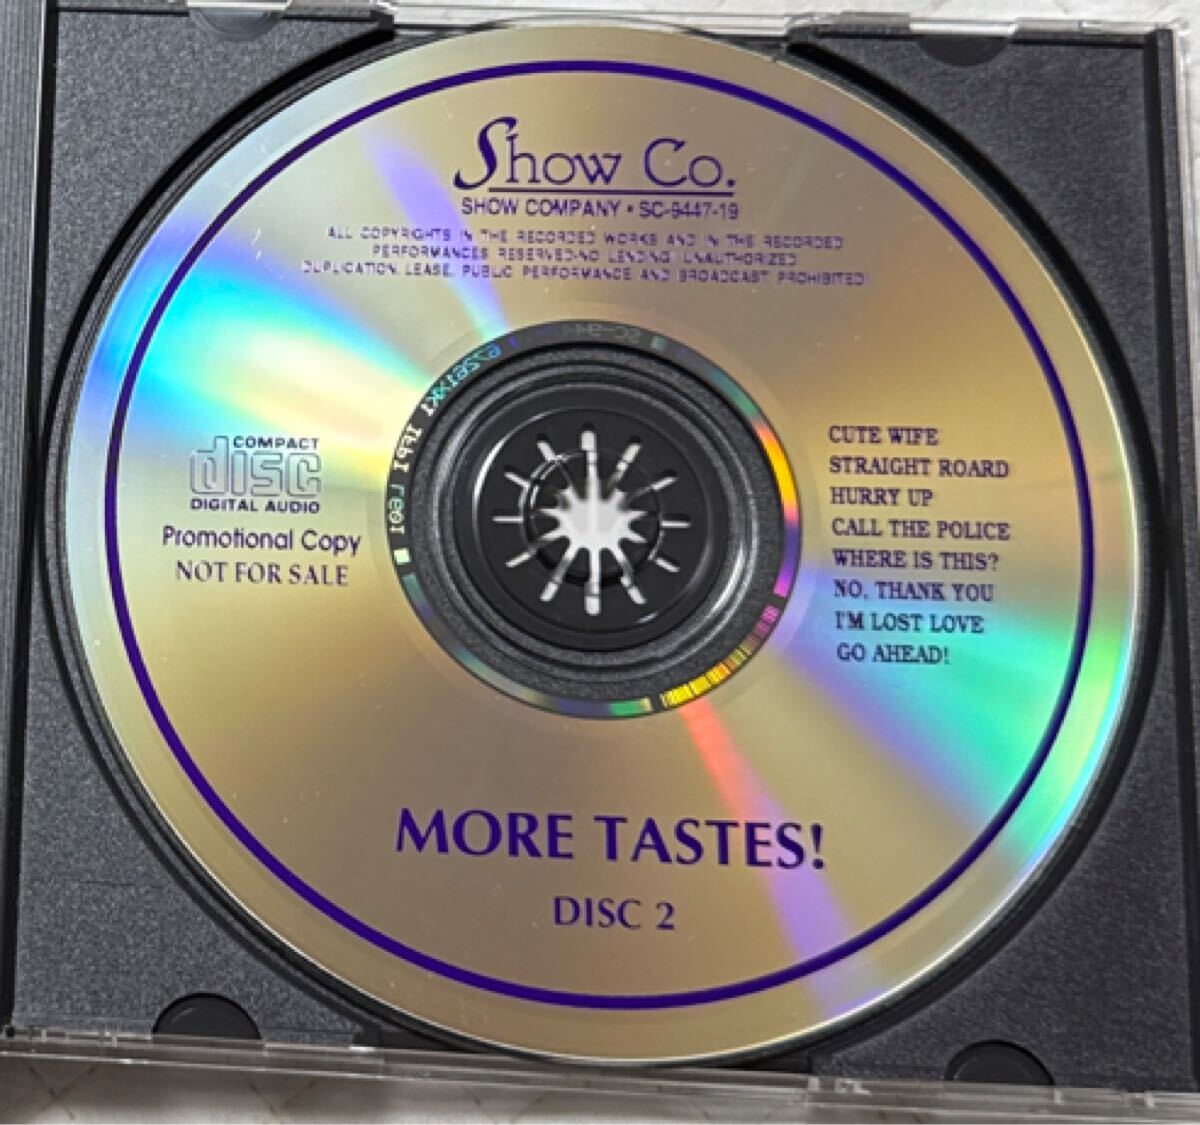 Show Co.
SHOW COMPANY • SC-9447-19
ALL COPYRIGHTS IN THE RECORDED WORKS AND IN THE RECORDED
PERFORMANCES RESERVED.NO LENDING, UNAUTHORIZED
DUPLICATION, LEASE, PUBLIC PERFORMANCE AND BROADCAST PROHIBITED!
COMPACT
disc
DIGITAL AUDIO
Promotional Copy
NOT FOR SALE
CUTE WIFE
STRAIGHT ROARD
HURRY UP
CALL THE POLICE
WHERE IS THIS?
NO, THANK YOU
I'M LOST LOVE
GO AHEAD!
MORE TASTES!
DISC 2